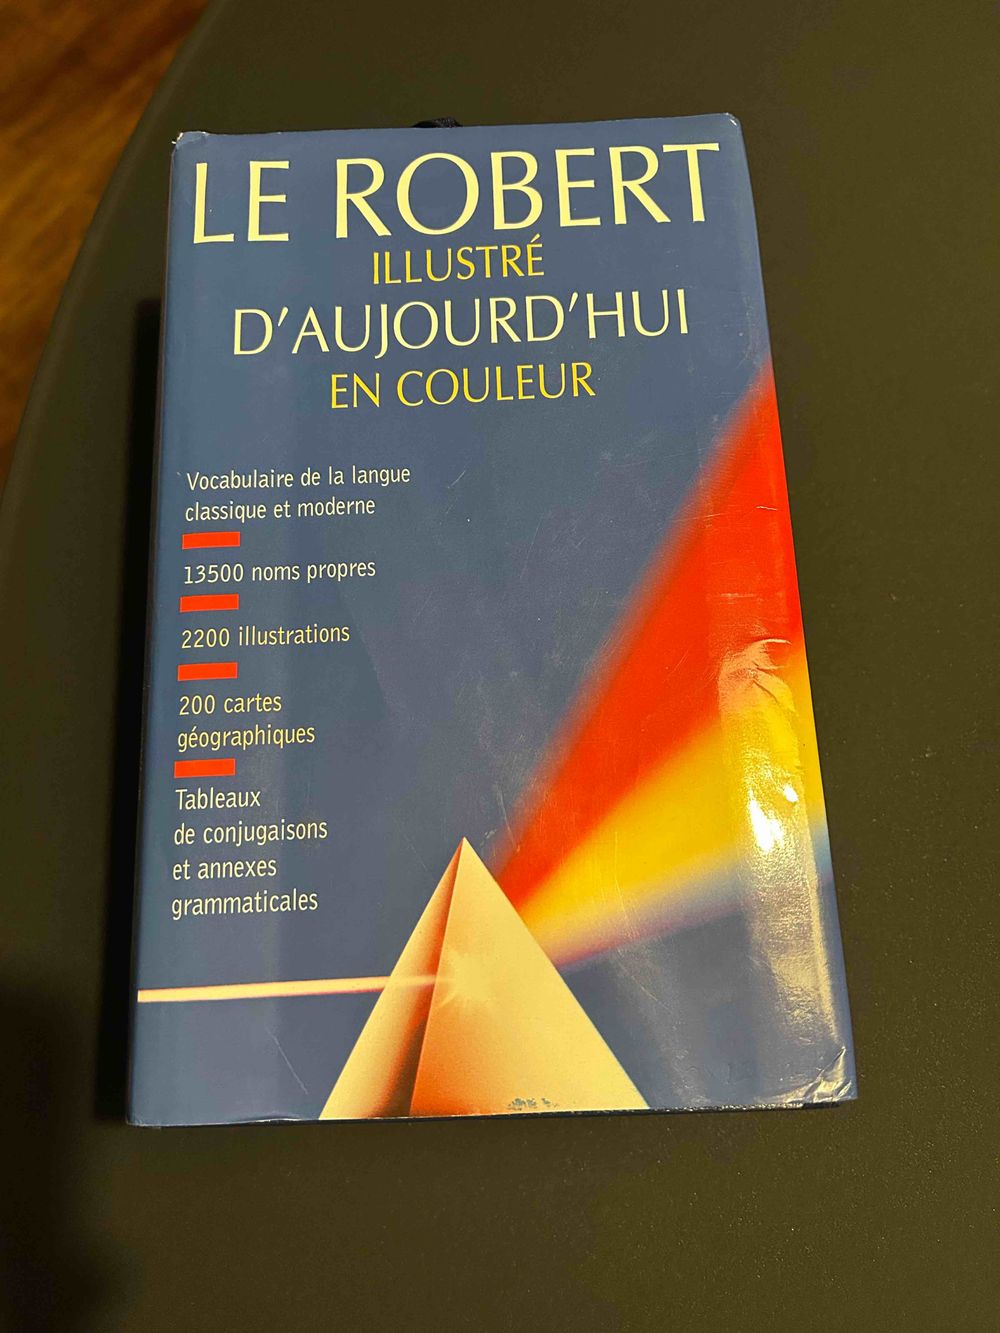 LE ROBERT
ILLUSTRÉ
D'AUJOURD'HUI
EN COULEUR
Vocabulaire de la langue
classique et moderne
13500 noms propres
2200 illustrations
200 cartes
géographiques
Tableaux
de conjugaisons
et annexes
grammaticales